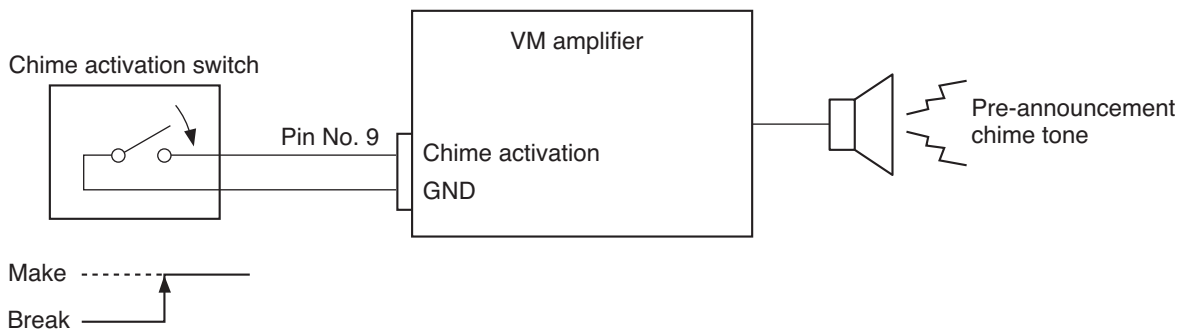 VM amplifier
Chime activation switch
Pin No. 9
Chime activation
GND
Pre-announcement
chime tone
Make
Break